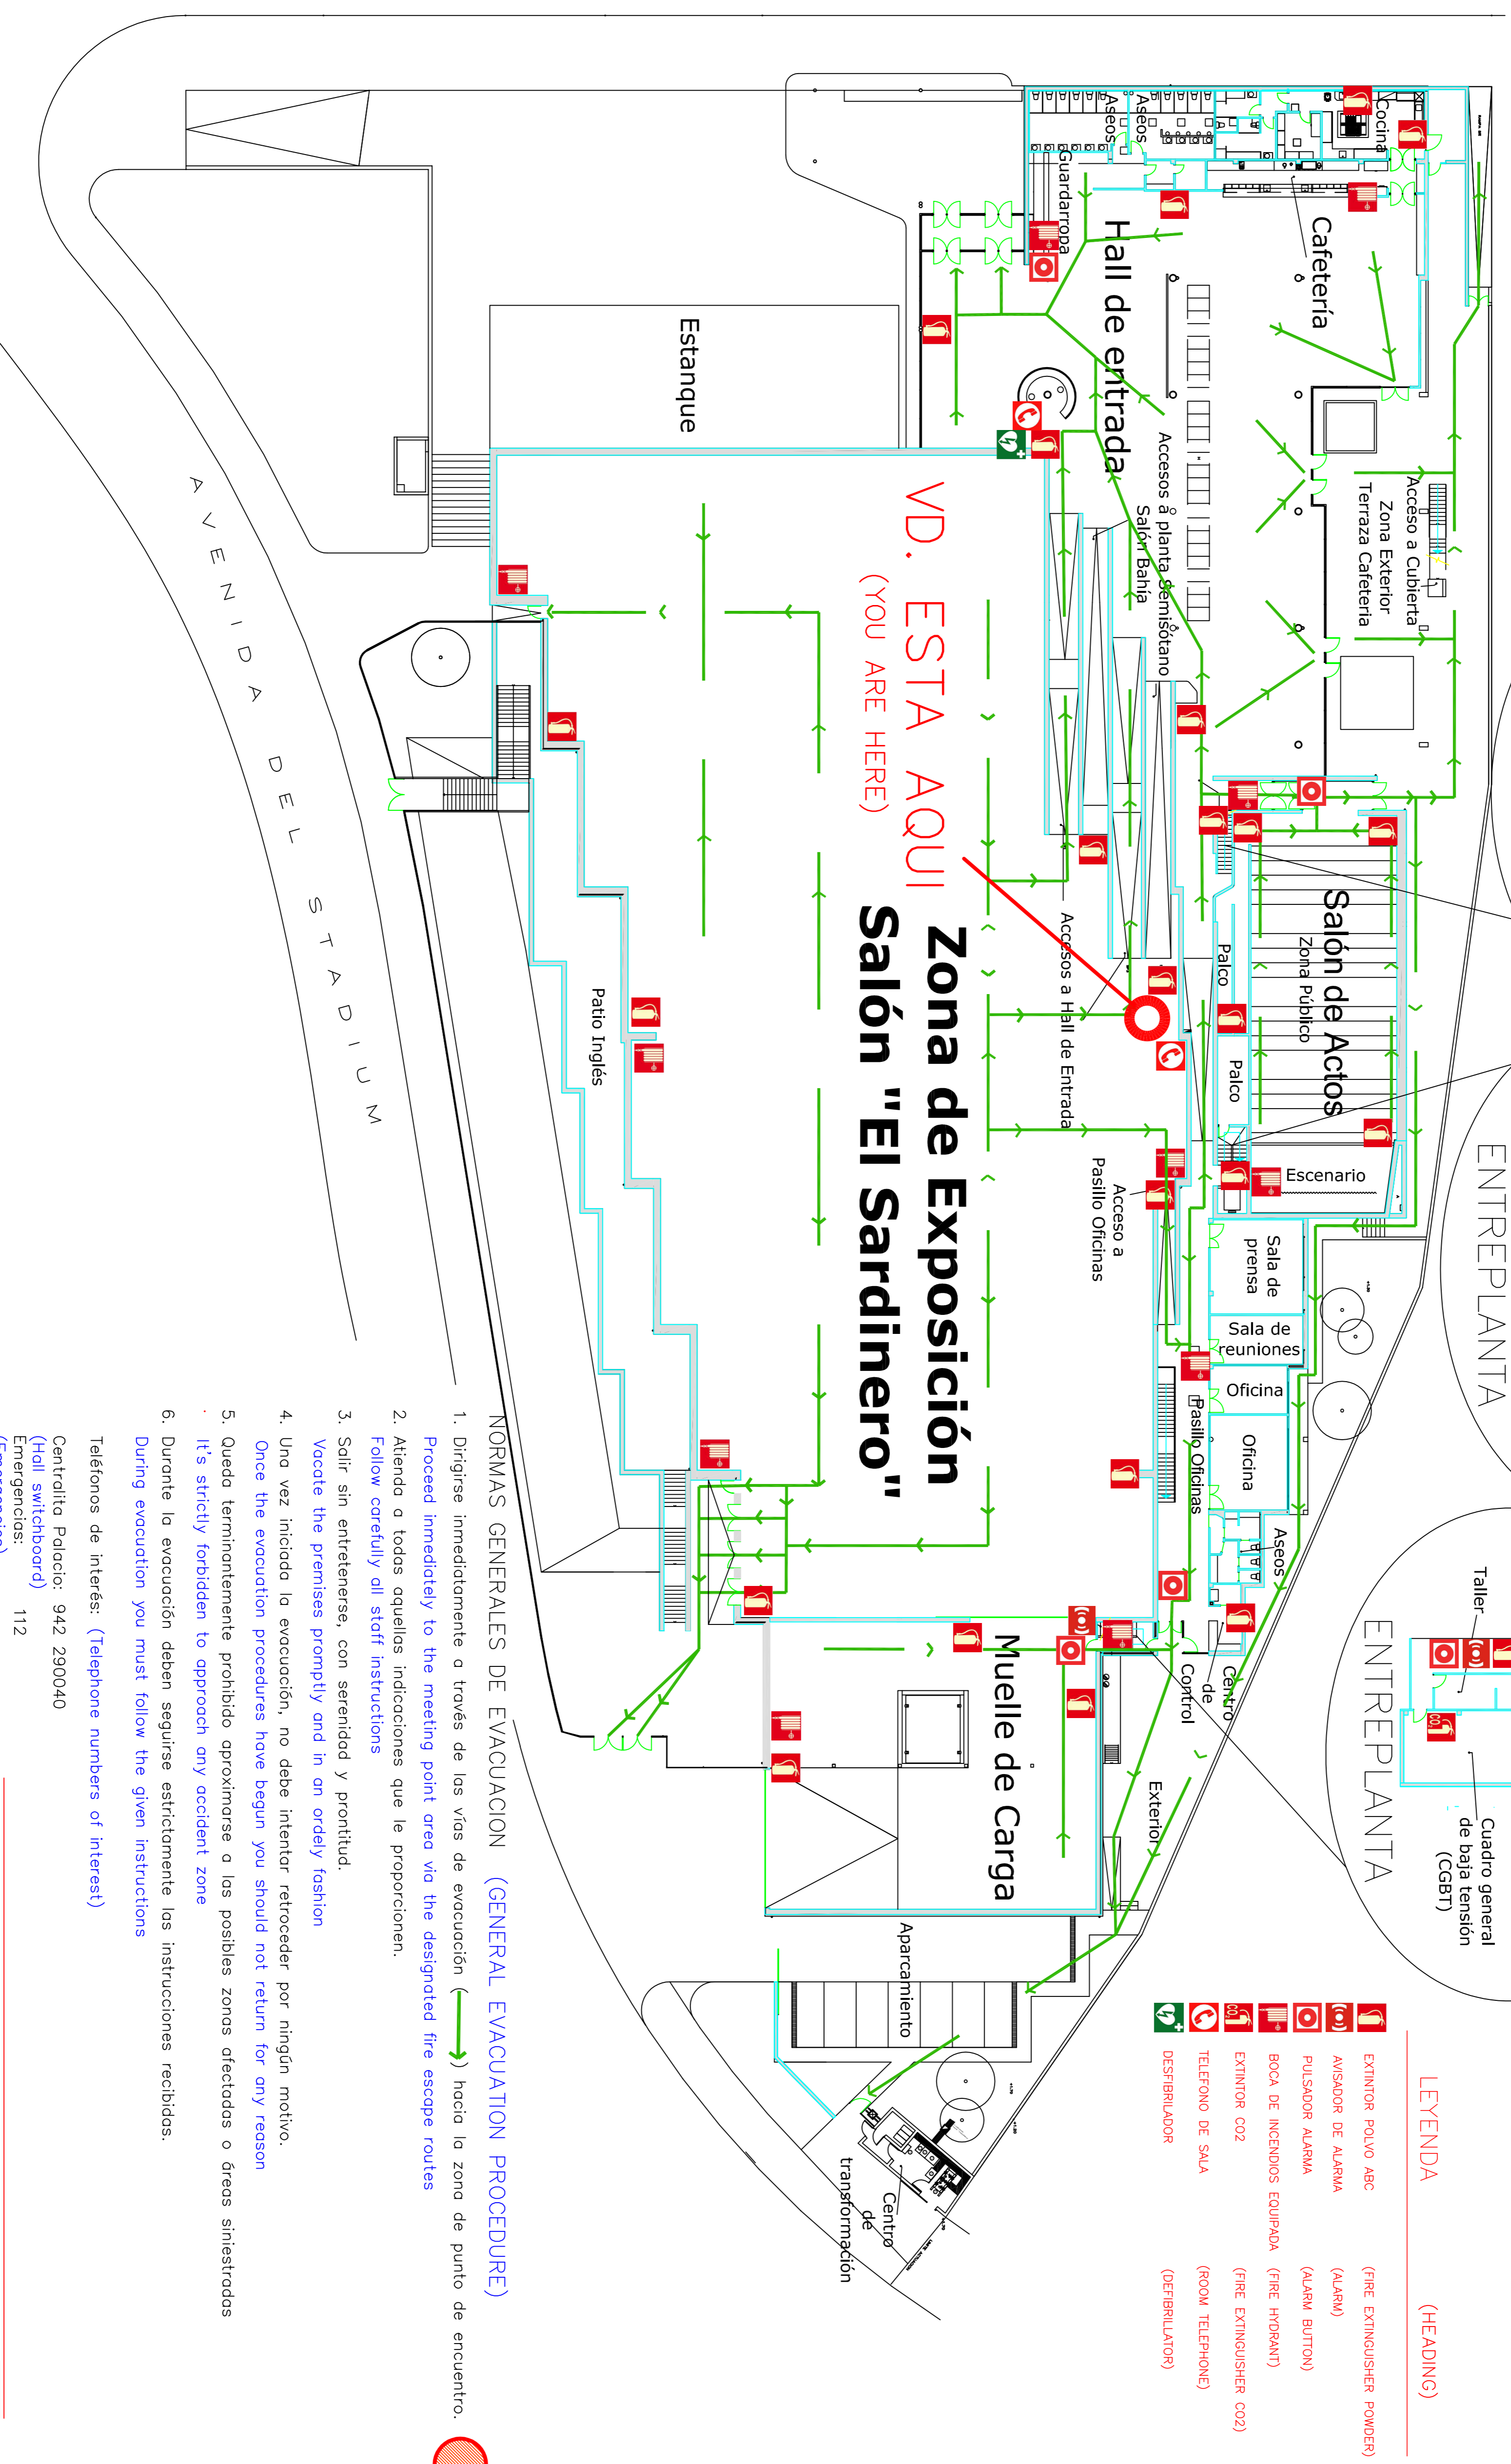 ENTREPLANTA
Taller
ENTREPLANTA
Cuadro general
de baja tensión
(CGBT)
LEYENDA (HEADING)
EXTINTOR POLVO ABC (FIRE EXTINGUISHER POWDER)
AVISADOR DE ALARMA (ALARM)
PULSADOR ALARMA (ALARM BUTTON)
BOCA DE INCENDIOS EQUIPADA (FIRE HYDRANT)
CO2 EXTINTOR CO2 (FIRE EXTINGUISHER CO2)
TELEFONO DE SALA (ROOM TELEPHONE)
DESFIBRILADOR (DEFIBRILLATOR)
CO2
Cocina
Aseos
Aseos
Guardarropa
Cafetería
Hall de entrada
Acceso a Cubierta
Zona Exterior
Terraza Cafeteria
Accesos a planta Semisótano
Salón Bahía
Salón de Actos
Zona Público
Palco
Palco
Escenario
Sala de
prensa
Sala de
reuniones
Oficina
Oficina
Aseos
Pasillo Oficinas
Centro
de
Control
Accesos a Hall de Entrada
Acceso a
Pasillo Oficinas
Estanque
VD. ESTA AQUI
(YOU ARE HERE)
Zona de Exposición
Salón "El Sardinero"
Muelle de Carga
Exterior
Aparcamiento
Centro
de
transformación
Patio Inglés
AVENIDA DEL STADIUM
NORMAS GENERALES DE EVACUACION (GENERAL EVACUATION PROCEDURE)
1. Dirigirse inmediatamente a través de las vías de evacuación ( ) hacia la zona de punto de encuentro.
Proceed inmediately to the meeting point area via the designated fire escape routes
2. Atienda a todas aquellas indicaciones que le proporcionen.
Follow carefully all staff instructions
3. Salir sin entretenerse, con serenidad y prontitud.
Vacate the premises promptly and in an ordely fashion
4. Una vez iniciada la evacuación, no debe intentar retroceder por ningún motivo.
Once the evacuation procedures have begun you should not return for any reason
5. Queda terminantemente prohibido aproximarse a las posibles zonas afectadas o áreas siniestradas
It's strictly forbidden to approach any accident zone
6. Durante la evacuación deben seguirse estrictamente las instrucciones recibidas.
During evacuation you must follow the given instructions
Teléfonos de interés: (Telephone numbers of interest)
Centralita Palacio: 942 290040
(Hall switchboard)
Emergencias: 112
(Emergencies)